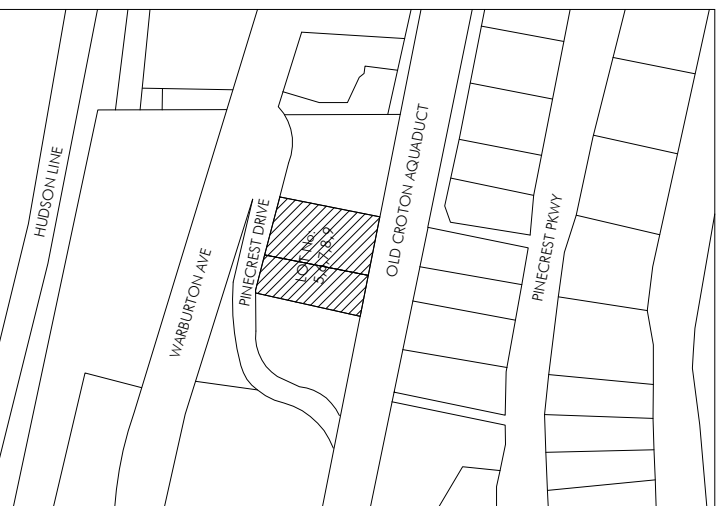 HUDSON LINE
WARBURTON AVE
PINECREST DRIVE
LOT No:
5,6,7,8,9
OLD CROTON AQUADUCT
PINECREST PKWY